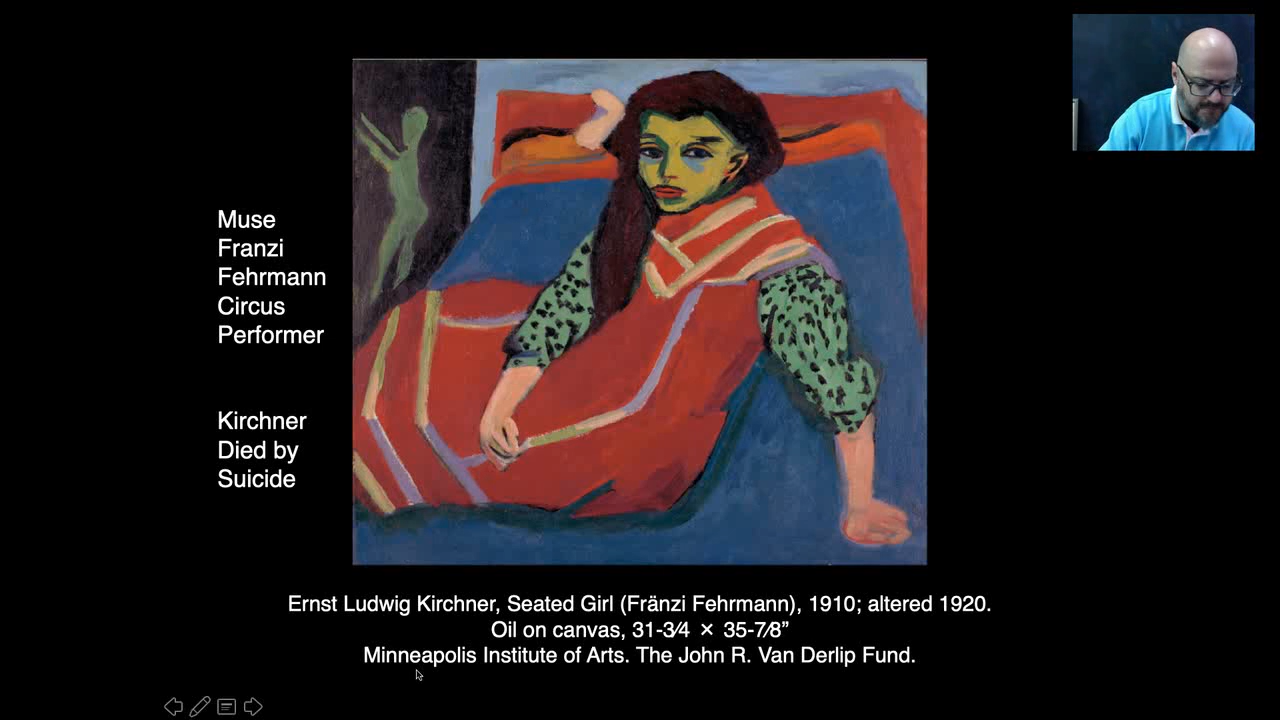 Muse
Franzi
Fehrmann
Circus
Performer
Kirchner
Died by
Suicide
Ernst Ludwig Kirchner, Seated Girl (Fränzi Fehrmann), 1910; altered 1920.
Oil on canvas, 31-3⁄4 × 35-7⁄8”
Minneapolis Institute of Arts. The John R. Van Derlip Fund.